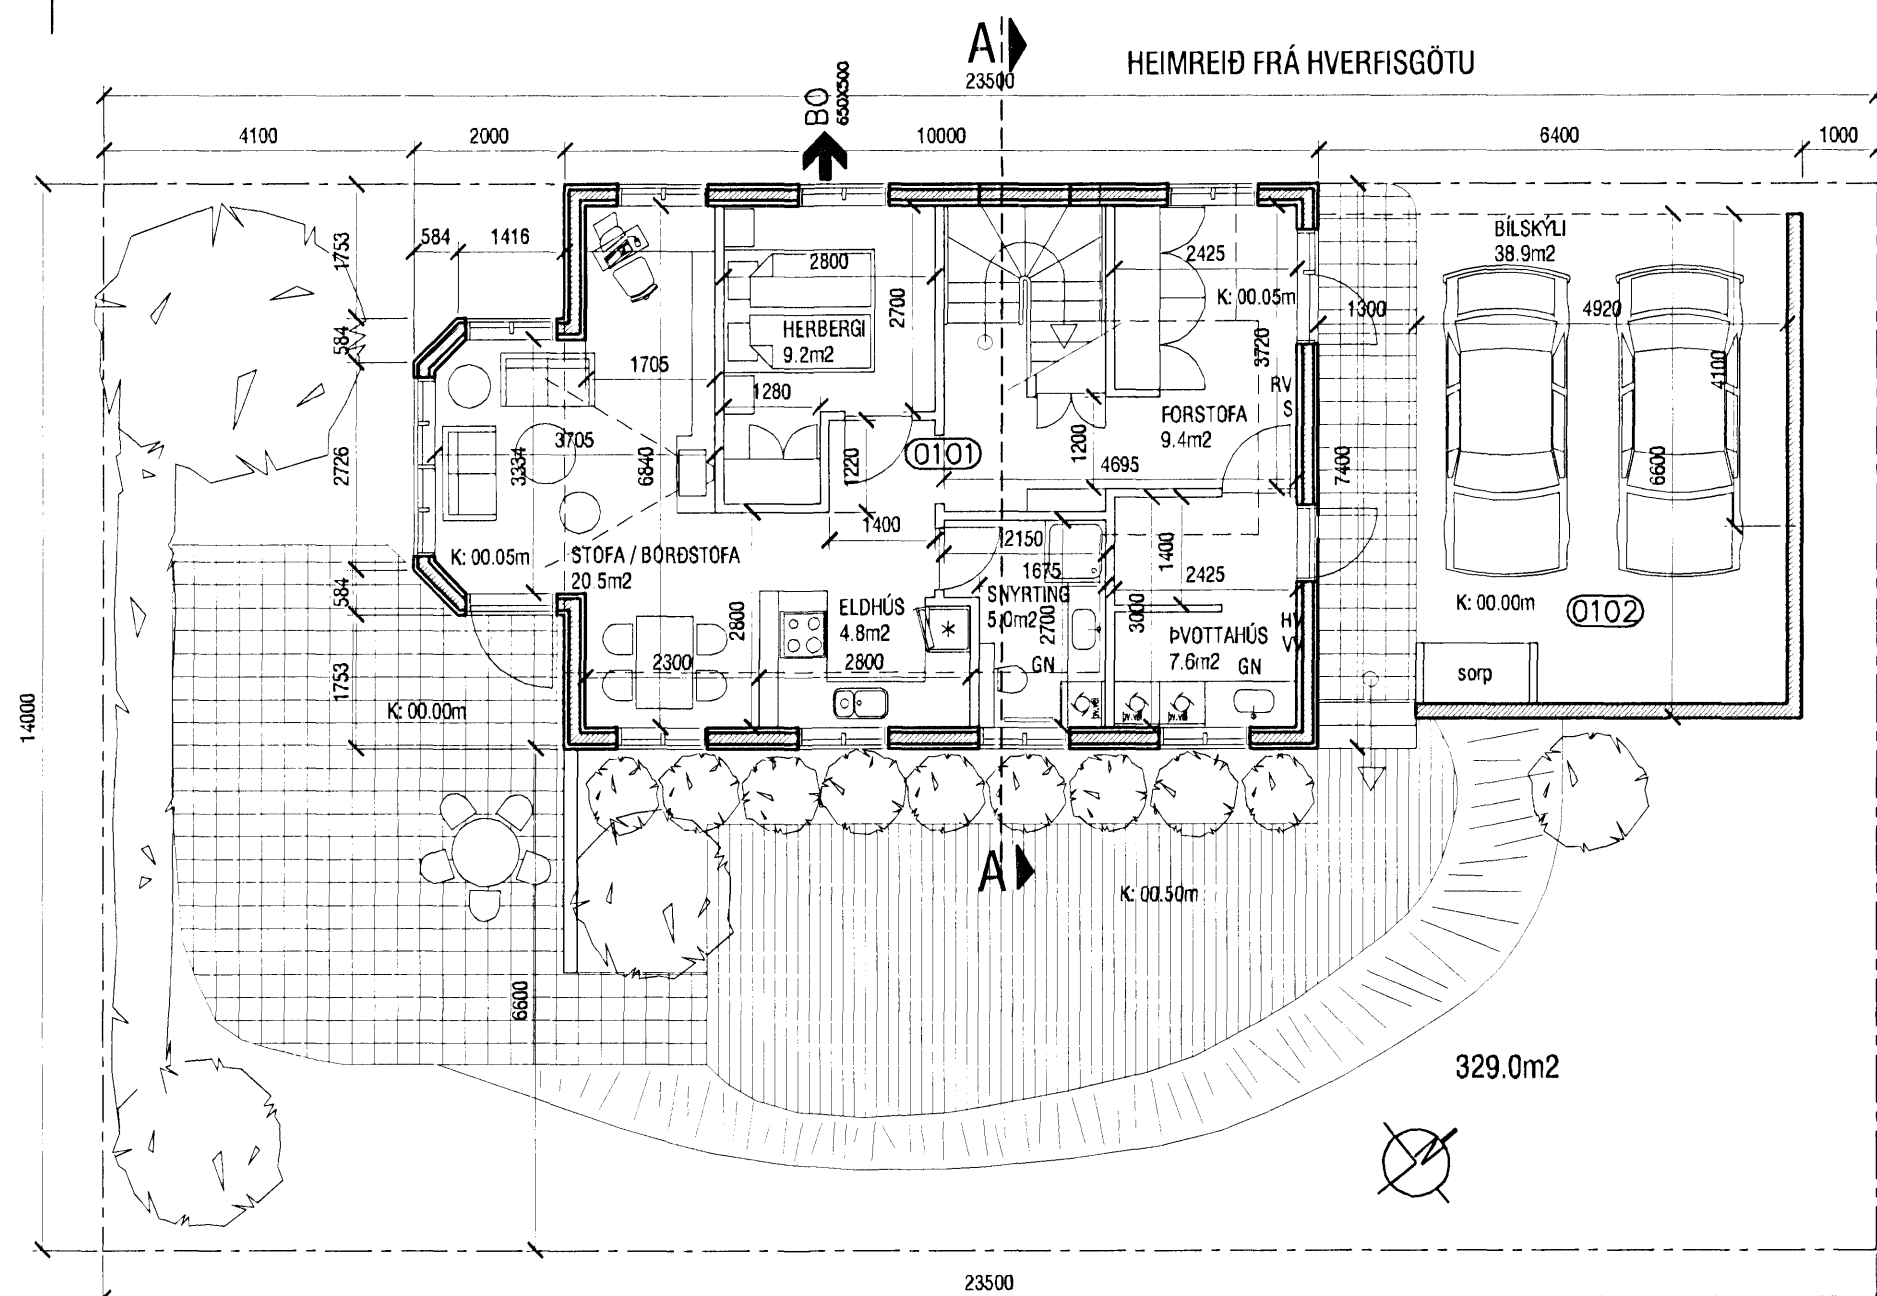 A
HEIMREIÐ FRÁ HVERFISGÖTU
23500
BO
650X500
4100
2000
10000
6400
1000
BÍLSKÝLI
38.9m2
1753
584
1416
2800
2425
2700
K: 00.05m
1300
4920
HERBERGI
9.2m2
584
1705
3720
4100
1280
RV
S
FORSTOFA
9.4m2
3705
3334
6840
1220
0101
1200
4695
7400
6600
2726
1400
2150
1400
K: 00.05m
STOFA / BORÐSTOFA
20.5m2
1675
2425
SNYRTING
5.0m2
584
ELDHÚS
4.8m2
2800
2700
3000
K: 00.00m
0102
ÞVOTTAHÚS
7.6m2
HV
VV
2300
2800
GN
GN
sorp
1753
K: 00.00m
14000
A
K: 00.50m
6600
329.0m2
23500